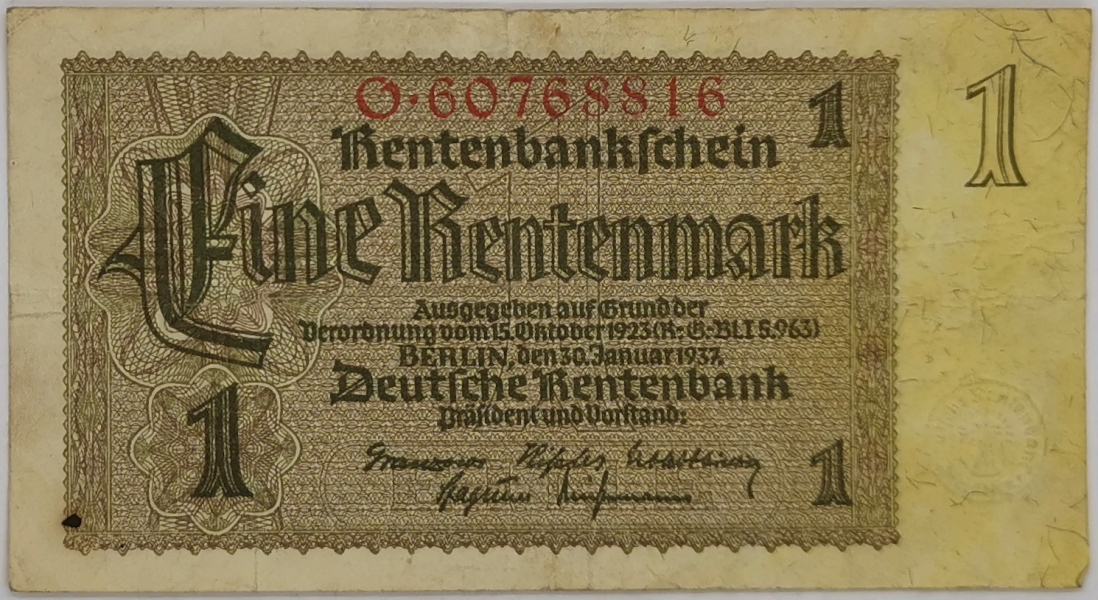 O·60768816
1
1
Rentenbankschein
Eine Rentenmark
Ausgegeben auf Grund der
Verordnung vom 15. Oktober 1923 (R.-G.-Bl. I S. 963)
BERLIN, den 30. Januar 1937.
Deutsche Rentenbank
Präsident und Vorstand:
1
1